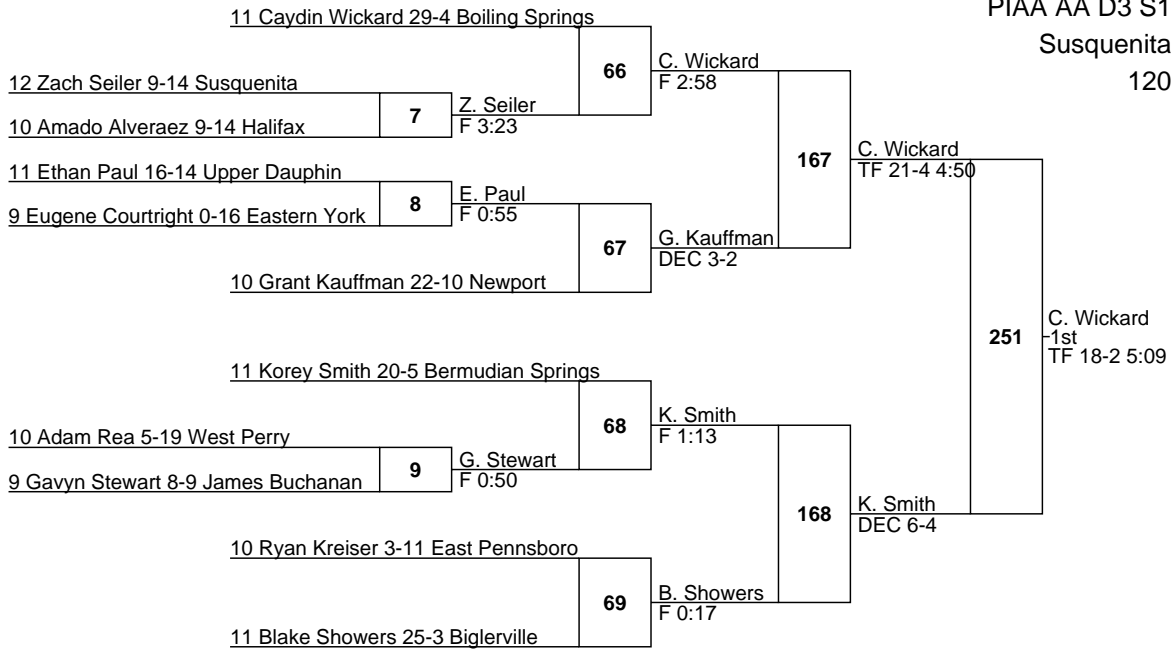 PIAA AA D3 S1
Susquenita
120
11 Caydin Wickard 29-4 Boiling Springs
66
C. Wickard
F 2:58
12 Zach Seiler 9-14 Susquenita
7
Z. Seiler
F 3:23
10 Amado Alveraez 9-14 Halifax
167
C. Wickard
TF 21-4 4:50
11 Ethan Paul 16-14 Upper Dauphin
8
E. Paul
F 0:55
9 Eugene Courtright 0-16 Eastern York
67
G. Kauffman
DEC 3-2
10 Grant Kauffman 22-10 Newport
251
C. Wickard
1st
TF 18-2 5:09
11 Korey Smith 20-5 Bermudian Springs
68
K. Smith
F 1:13
10 Adam Rea 5-19 West Perry
9
G. Stewart
F 0:50
9 Gavyn Stewart 8-9 James Buchanan
168
K. Smith
DEC 6-4
10 Ryan Kreiser 3-11 East Pennsboro
69
B. Showers
F 0:17
11 Blake Showers 25-3 Biglerville